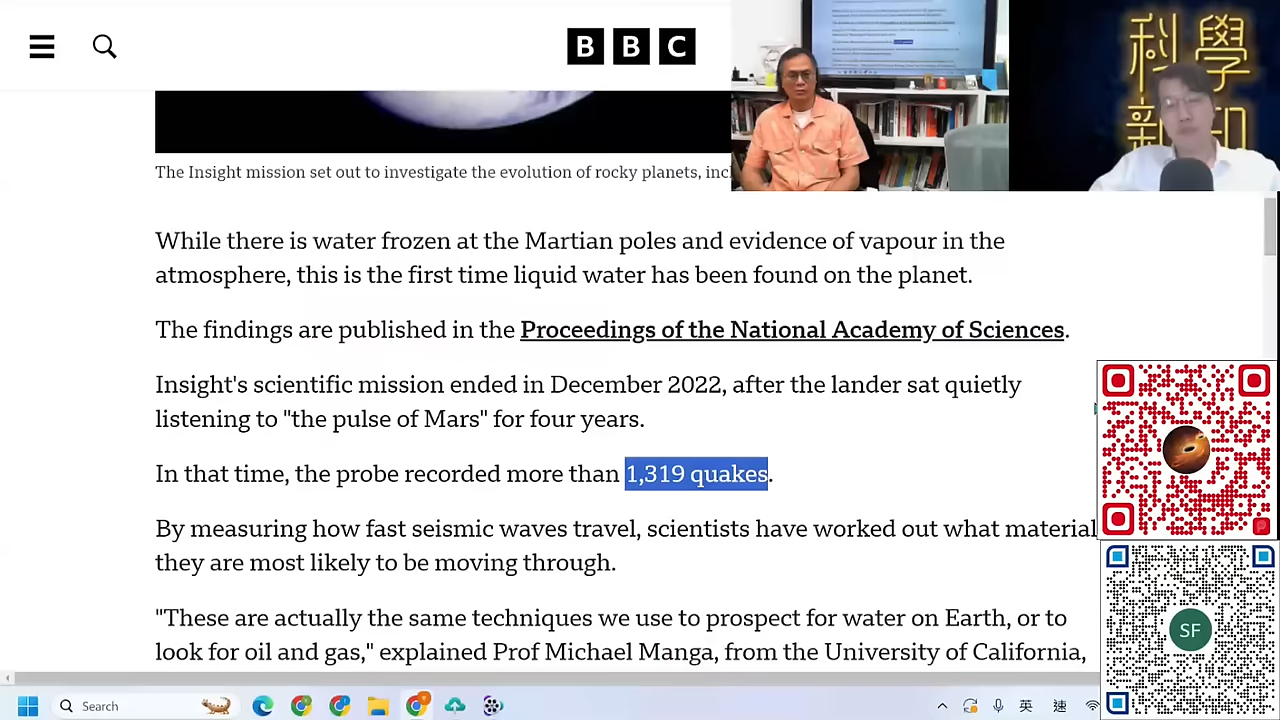 BBC
科學
新知
The Insight mission set out to investigate the evolution of rocky planets, incl
While there is water frozen at the Martian poles and evidence of vapour in the
atmosphere, this is the first time liquid water has been found on the planet.
The findings are published in the Proceedings of the National Academy of Sciences.
Insight's scientific mission ended in December 2022, after the lander sat quietly
listening to "the pulse of Mars" for four years.
In that time, the probe recorded more than 1,319 quakes.
By measuring how fast seismic waves travel, scientists have worked out what material
they are most likely to be moving through.
"These are actually the same techniques we use to prospect for water on Earth, or to
look for oil and gas," explained Prof Michael Manga, from the University of California,
SF
Search
英
速